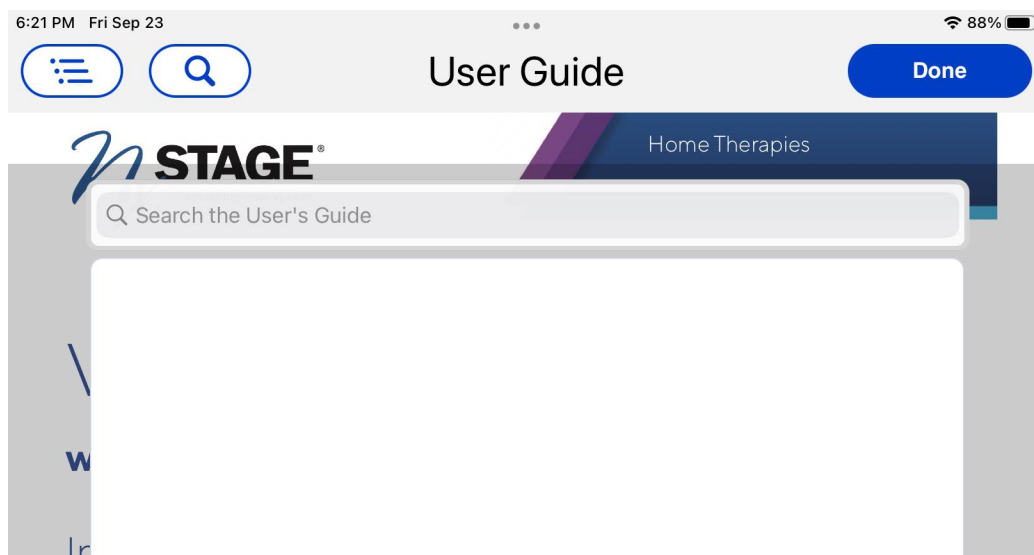 6:21 PM Fri Sep 23
88%
User Guide
Done
STAGE®
Home Therapies
Search the User's Guide